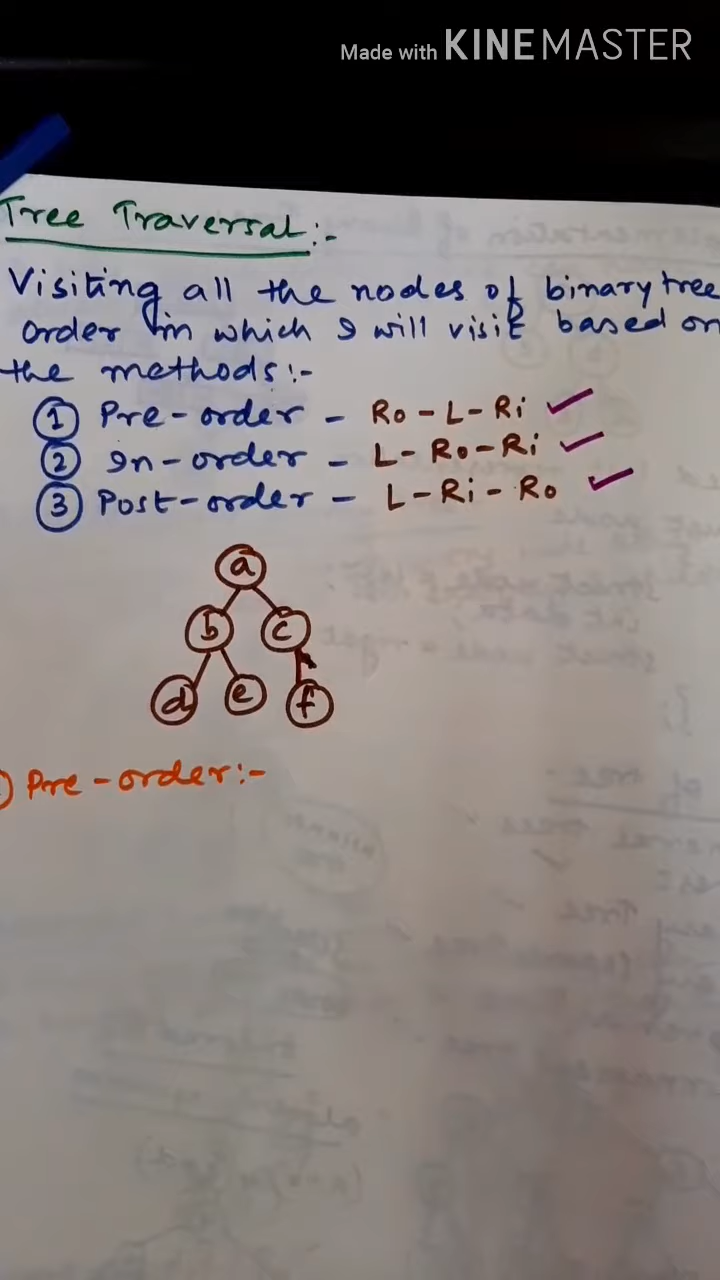 Made with KINEMASTER
Tree Traversal:-
Visiting all the nodes of binary tree
order in which I will visit based on
the methods:-
① Pre-order - Ro-L-Ri ✓
② In-order - L-Ro-Ri ✓
③ Post-order - L-Ri-Ro ✓
a
b c
d e f
Pre-order:-